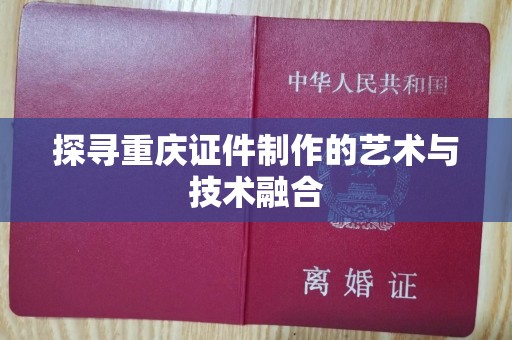 中华人民共和国
探寻重庆证件制作的艺术与
技术融合
离婚证